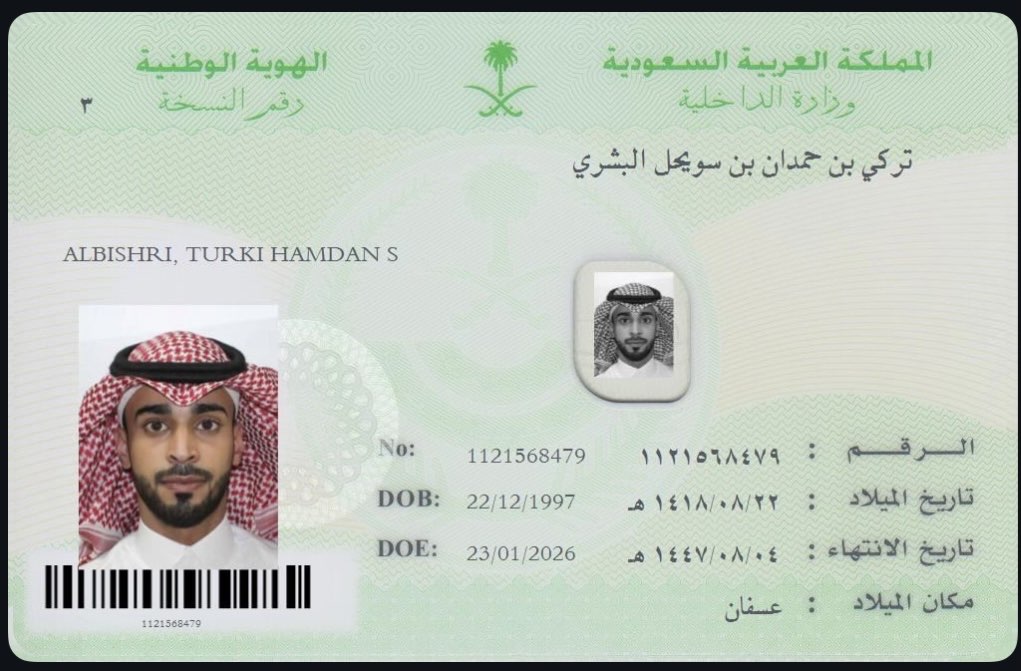 المملكة العربية السعودية
وزارة الداخلية
الهوية الوطنية
رقم النسخة ٣
تركي بن حمدان بن سويحل البشري
ALBISHRI, TURKI HAMDAN S
الرقم : ١١٢١٥٦٨٤٧٩ No: 1121568479
تاريخ الميلاد : ١٤١٨/٠٨/٢٢ هـ DOB: 22/12/1997
تاريخ الانتهاء : ١٤٤٧/٠٨/٠٤ هـ DOE: 23/01/2026
مكان الميلاد : عسفان
1121568479